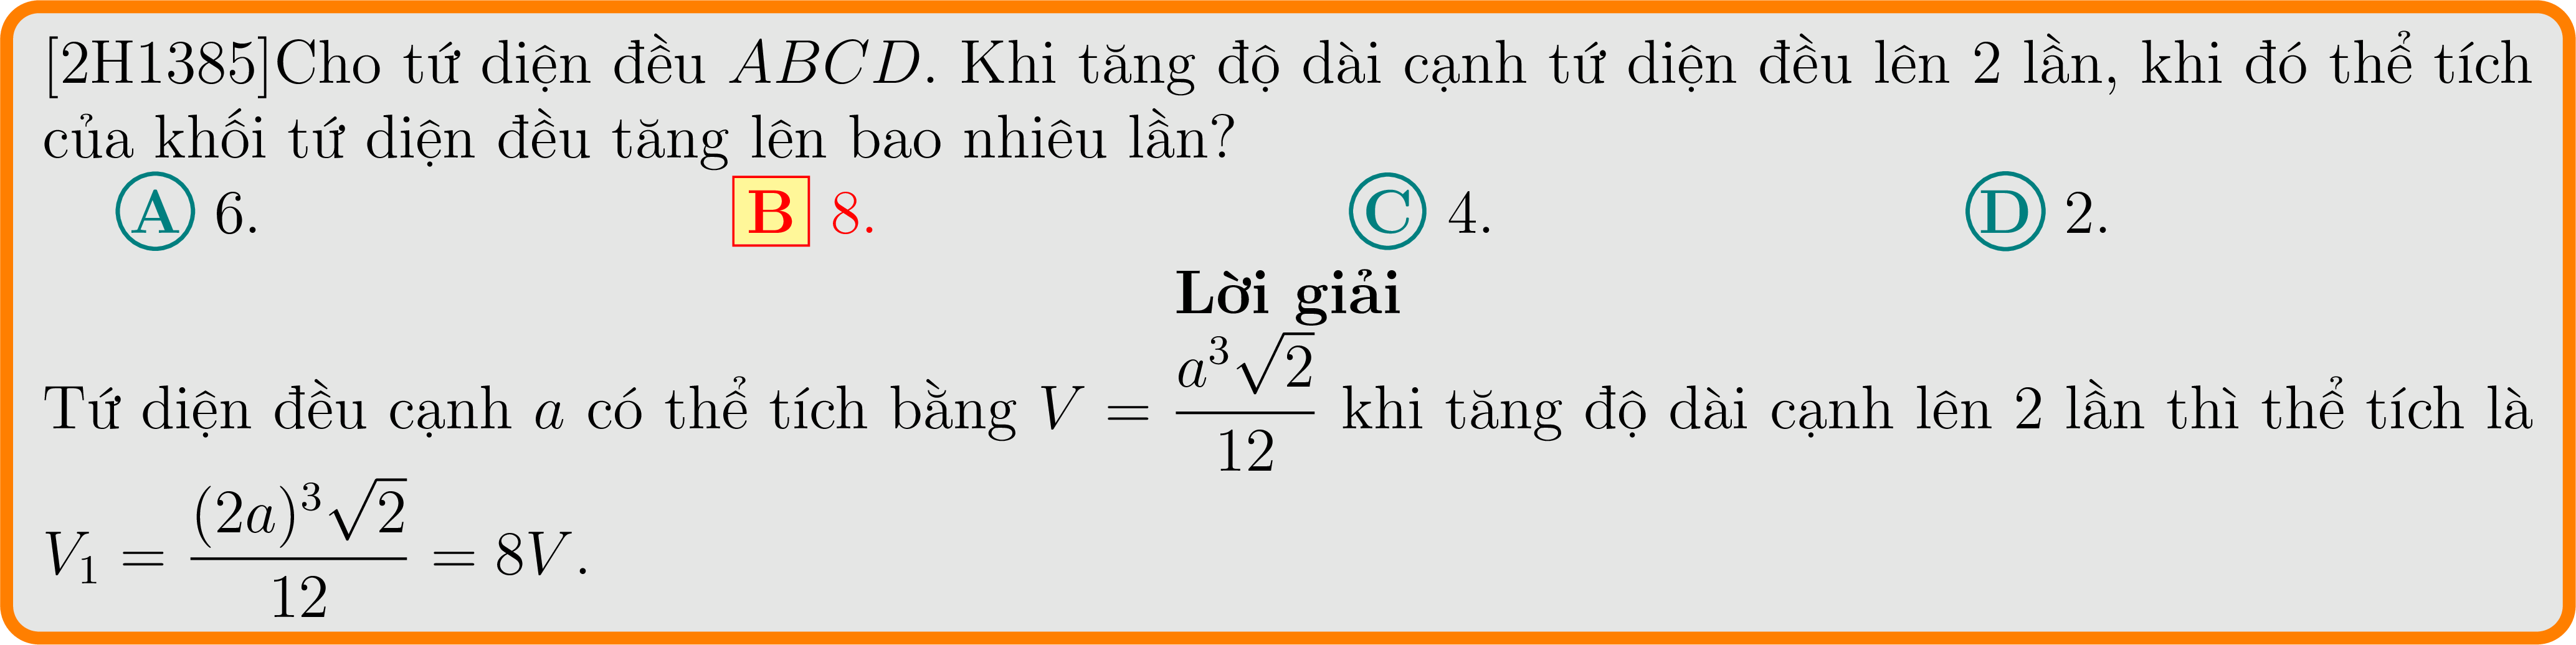 [2H1385]Cho tứ diện đều ABCD. Khi tăng độ dài cạnh tứ diện đều lên 2 lần, khi đó thể tích
của khối tứ diện đều tăng lên bao nhiêu lần?
A 6. B 8. C 4. D 2.
Lời giải
Tứ diện đều cạnh a có thể tích bằng V = \frac{a^3\sqrt{2}}{12} khi tăng độ dài cạnh lên 2 lần thì thể tích là
V_1 = \frac{(2a)^3\sqrt{2}}{12} = 8V.